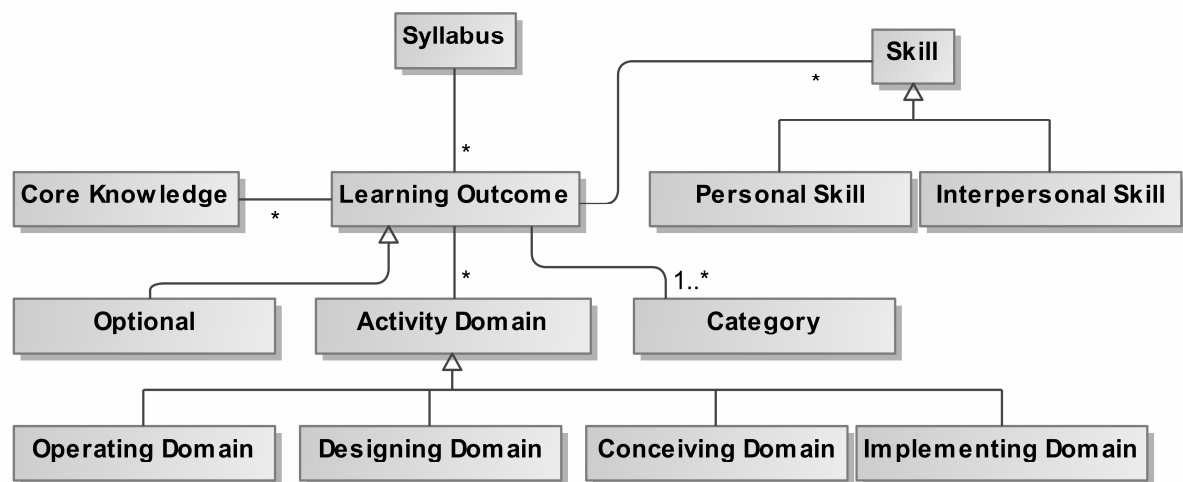 Syllabus
Skill
*
*
Core Knowledge
Learning Outcome
Personal Skill
Interpersonal Skill
*
*
1..*
Optional
Activity Domain
Category
Operating Domain
Designing Domain
Conceiving Domain
Implementing Domain